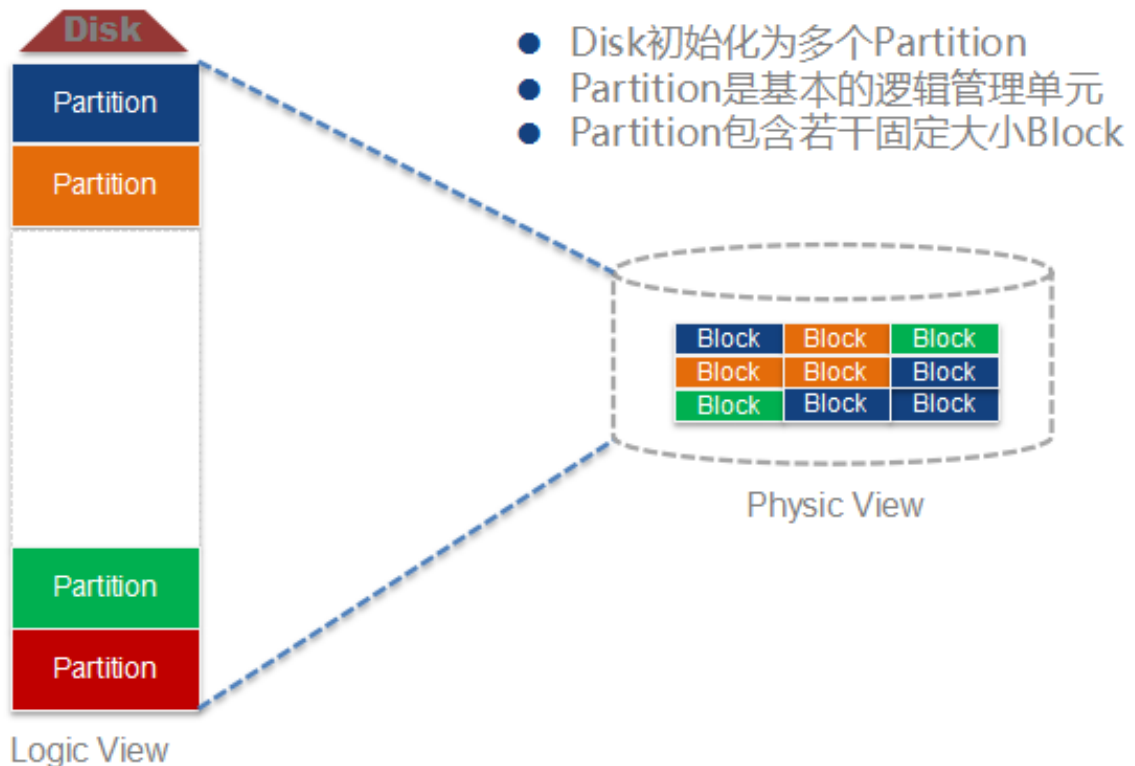 Disk
Partition
Partition
Partition
Partition
Logic View
● Disk初始化为多个Partition
● Partition是基本的逻辑管理单元
● Partition包含若干固定大小Block
Block Block Block
Block Block Block
Block Block Block
Physic View